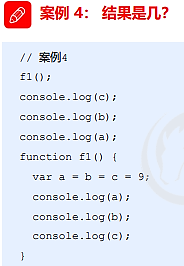 案例 4： 结果是几?
// 案例4
f1();
console.log(c);
console.log(b);
console.log(a);
function f1() {
  var a = b = c = 9;
  console.log(a);
  console.log(b);
  console.log(c);
}